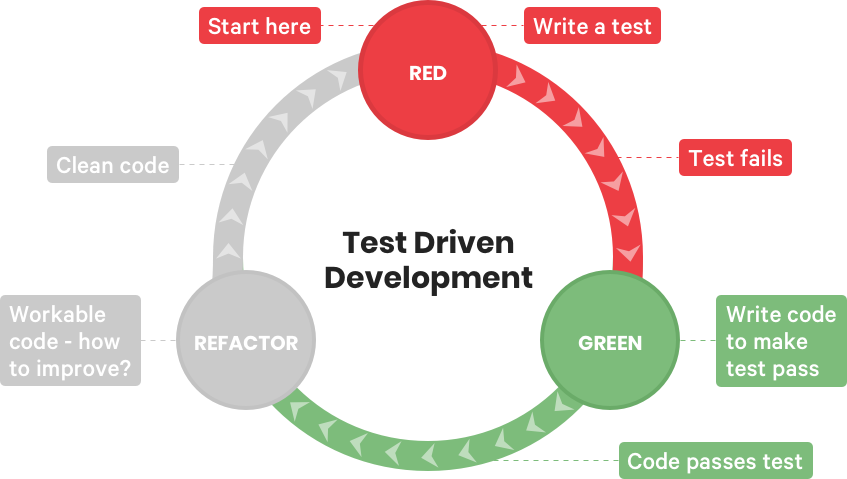 Start here
Write a test
RED
Clean code
Test fails
Test Driven
Development
Workable
code - how
to improve?
REFACTOR
GREEN
Write code
to make
test pass
Code passes test